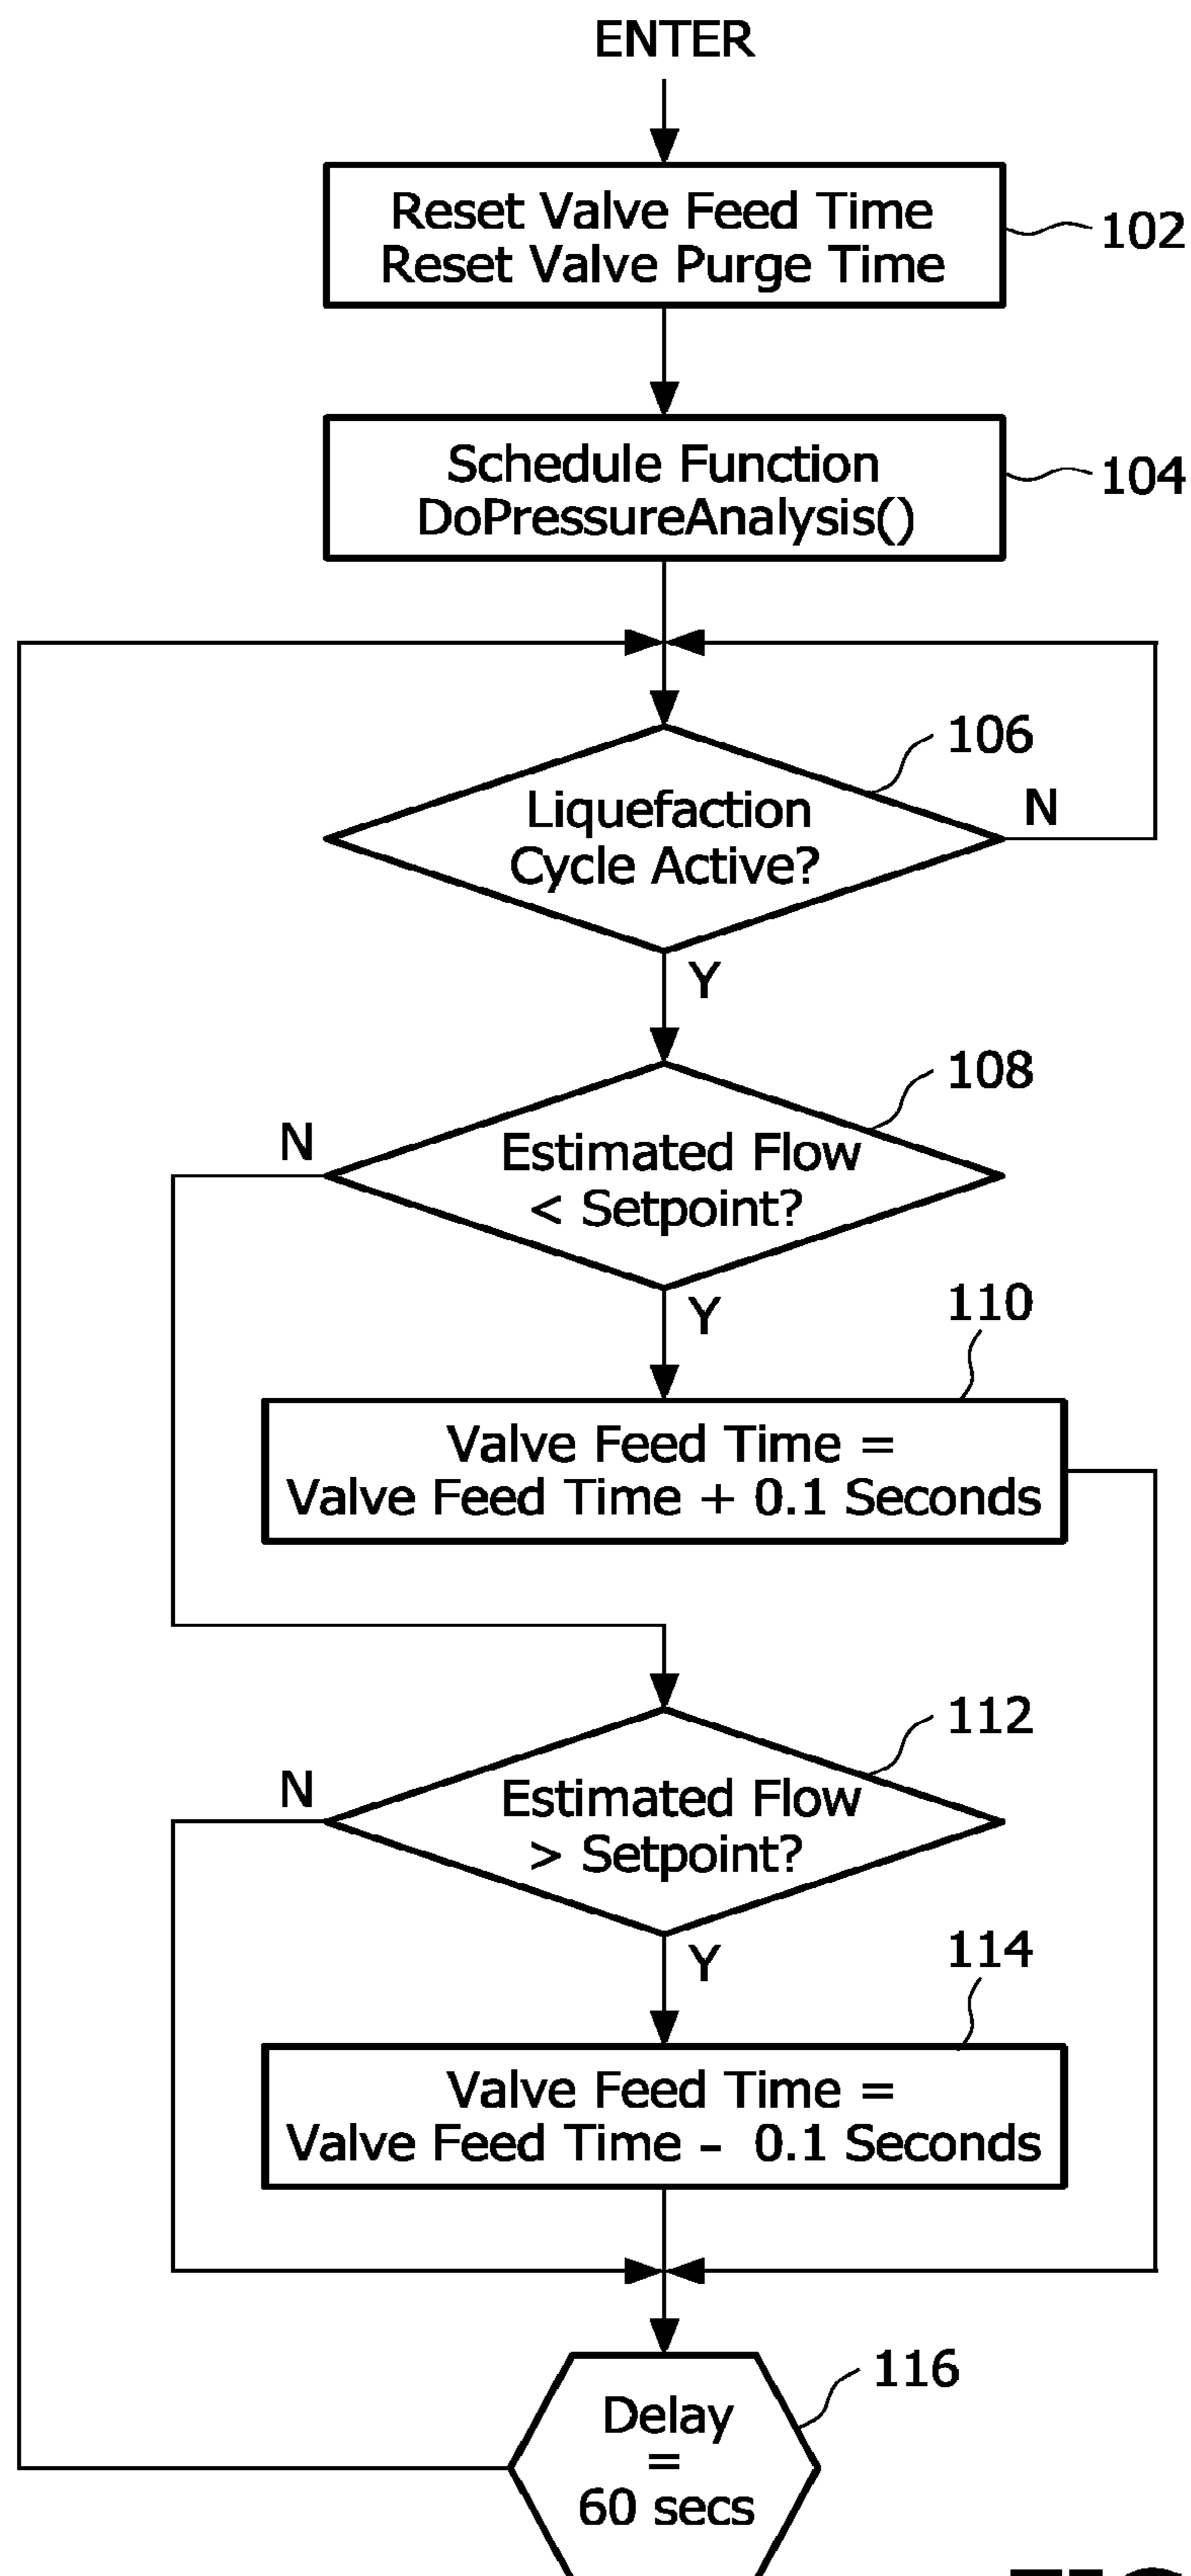 ENTER
Reset Valve Feed Time
Reset Valve Purge Time
102
Schedule Function
DoPressureAnalysis()
104
106
Liquefaction
Cycle Active?
N
Y
108
N
Estimated Flow
< Setpoint?
Y
110
Valve Feed Time =
Valve Feed Time + 0.1 Seconds
112
N
Estimated Flow
> Setpoint?
Y
114
Valve Feed Time =
Valve Feed Time - 0.1 Seconds
116
Delay
=
60 secs